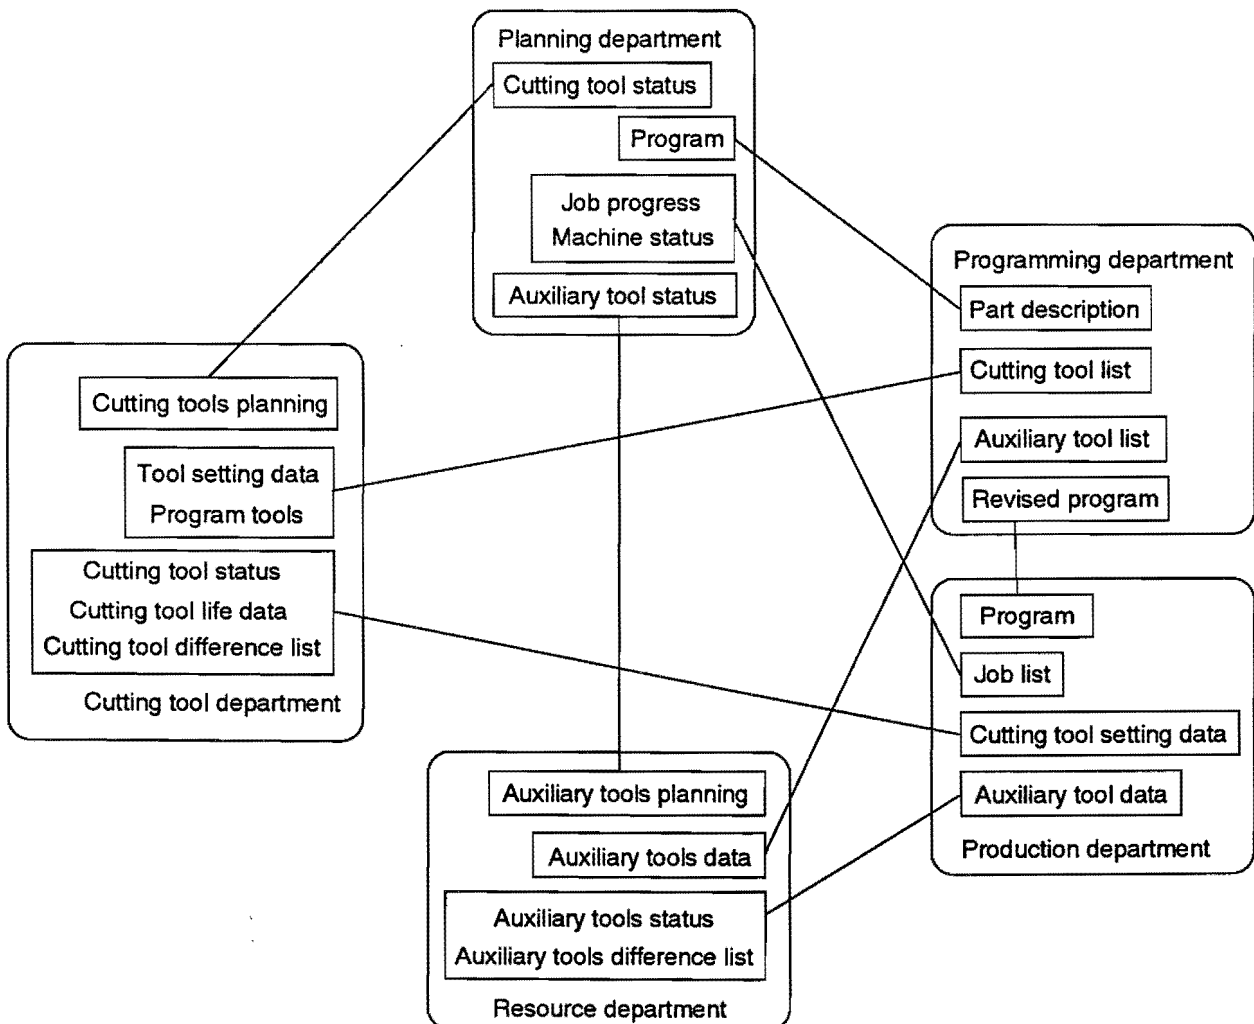 Planning department
Cutting tool status
Program
Job progress
Machine status
Auxiliary tool status
Programming department
Part description
Cutting tool list
Auxiliary tool list
Revised program
Cutting tools planning
Tool setting data
Program tools
Cutting tool status
Cutting tool life data
Cutting tool difference list
Cutting tool department
Program
Job list
Cutting tool setting data
Auxiliary tool data
Production department
Auxiliary tools planning
Auxiliary tools data
Auxiliary tools status
Auxiliary tools difference list
Resource department